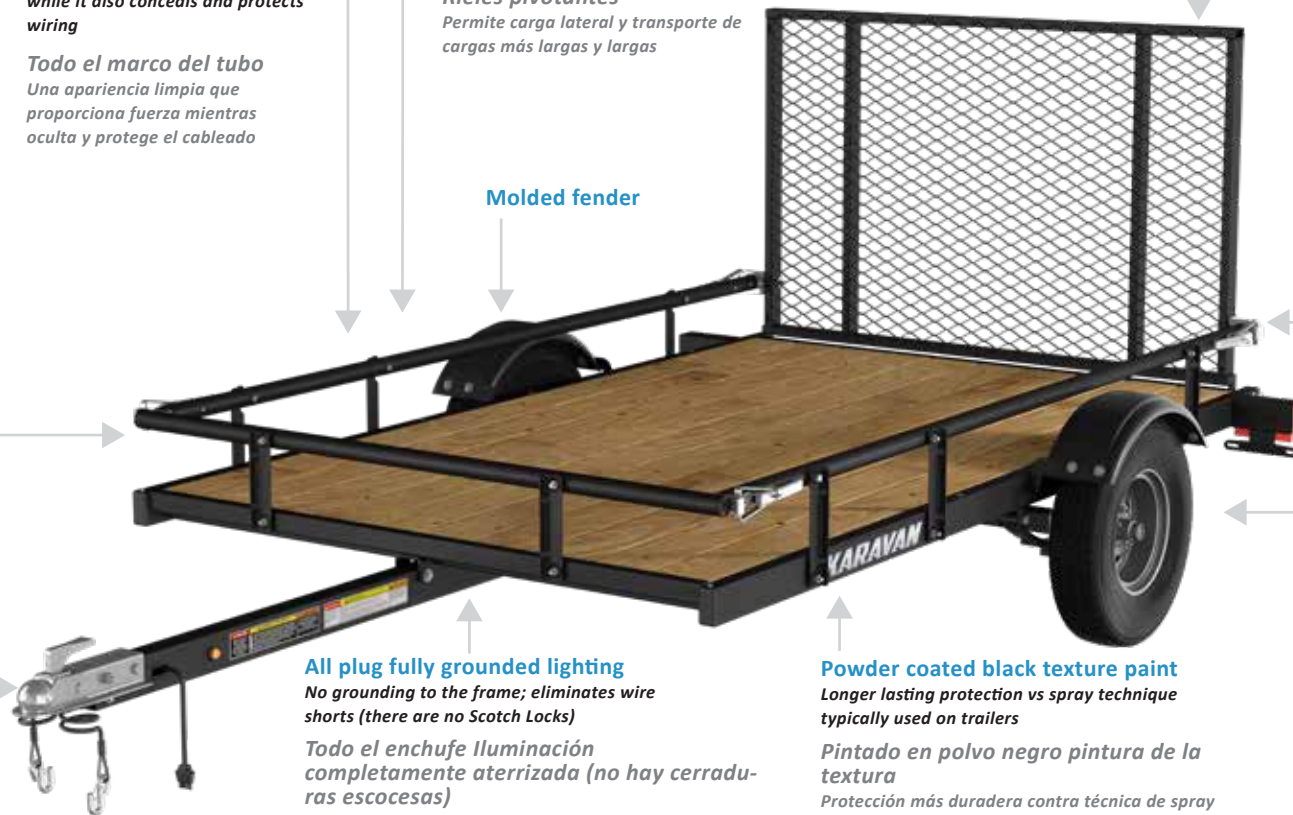 while it also conceals and protects
wiring
Todo el marco del tubo
Una apariencia limpia que
proporciona fuerza mientras
oculta y protege el cableado
Rieles pivotantes
Permite carga lateral y transporte de
cargas más largas y largas
Molded fender
KARAVAN
All plug fully grounded lighting
No grounding to the frame; eliminates wire
shorts (there are no Scotch Locks)
Todo el enchufe Iluminación
completamente aterrizada (no hay cerradu-
ras escocesas)
Powder coated black texture paint
Longer lasting protection vs spray technique
typically used on trailers
Pintado en polvo negro pintura de la
textura
Protección más duradera contra técnica de spray